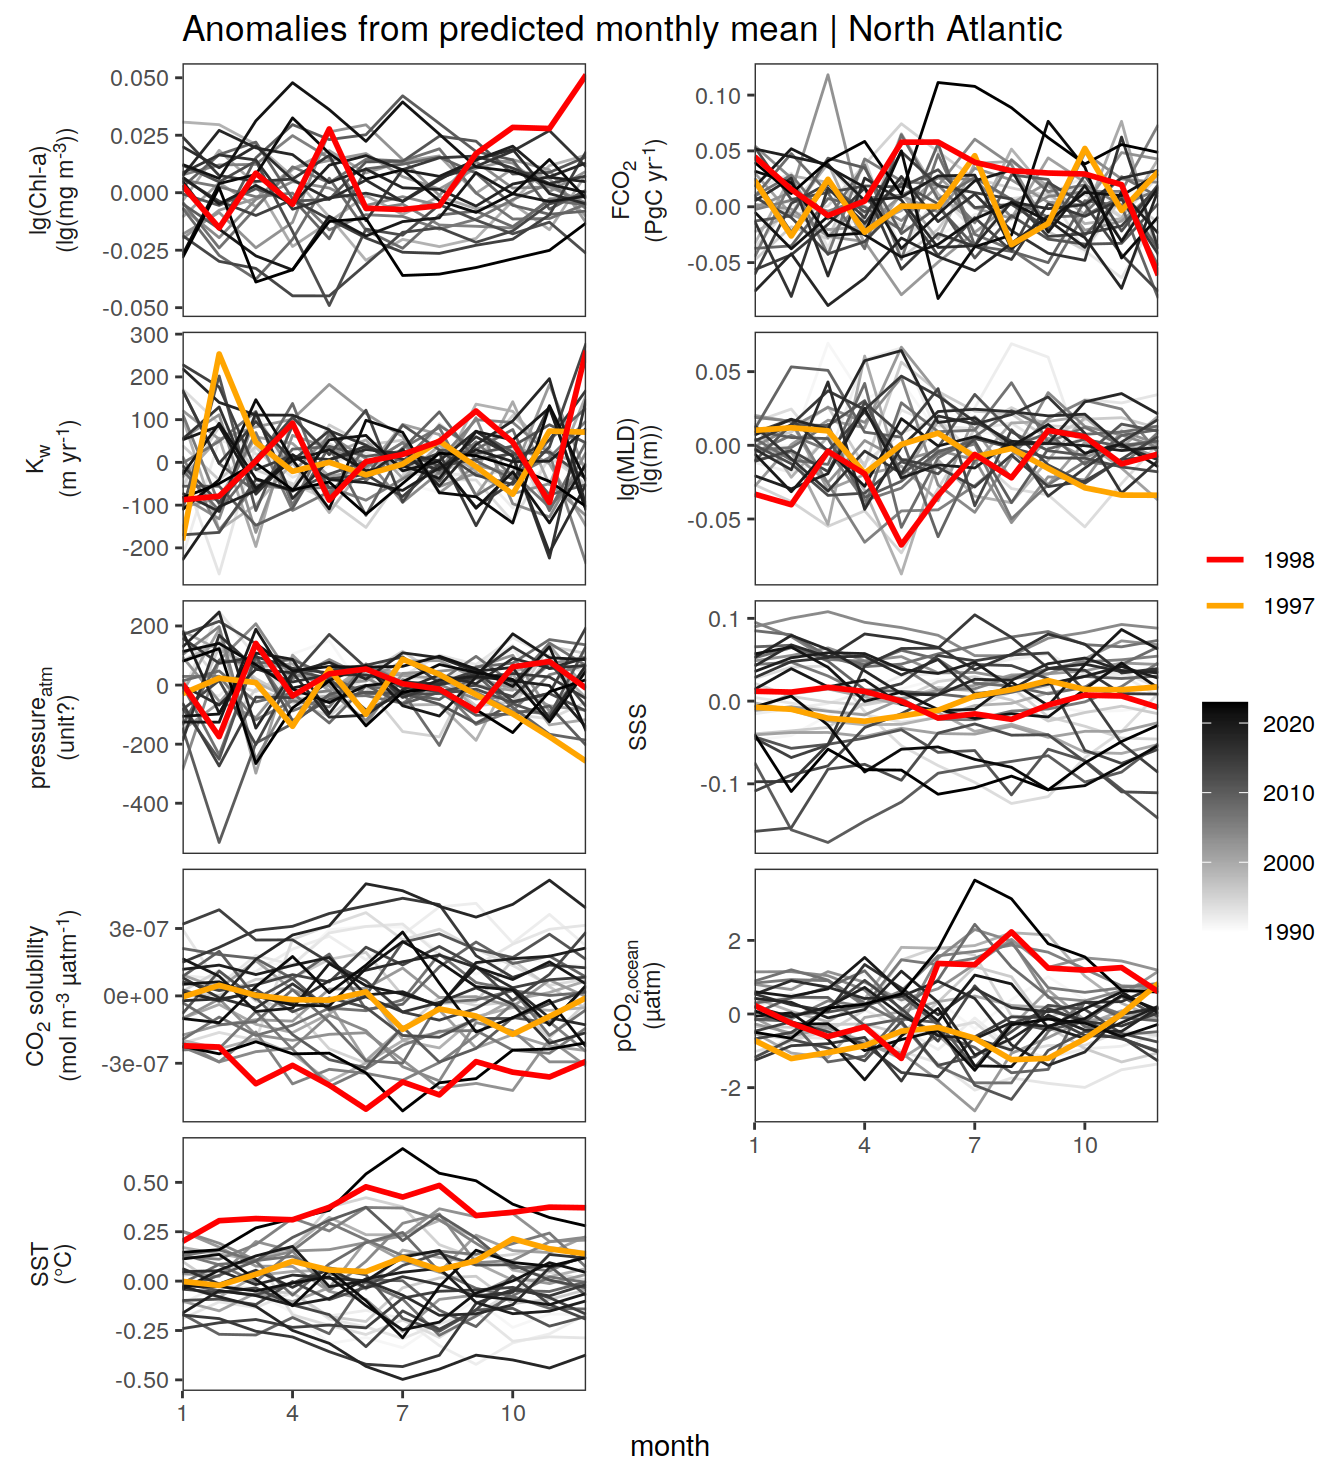 Anomalies from predicted monthly mean | North Atlantic
lg(Chl-a)
(lg(mg m⁻³))
0.050
0.025
0.000
-0.025
-0.050
FCO₂
(PgC yr⁻¹)
0.10
0.05
0.00
-0.05
K_w
(m yr⁻¹)
300
200
100
0
-100
-200
lg(MLD)
(lg(m))
0.05
0.00
-0.05
pressure_atm
(unit?)
200
0
-200
-400
SSS
0.1
0.0
-0.1
CO₂ solubility
(mol m⁻³ µatm⁻¹)
3e-07
0e+00
-3e-07
pCO₂,ocean
(µatm)
2
0
-2
1 4 7 10
SST
(°C)
0.50
0.25
0.00
-0.25
-0.50
1 4 7 10
month
1998
1997
2020
2010
2000
1990